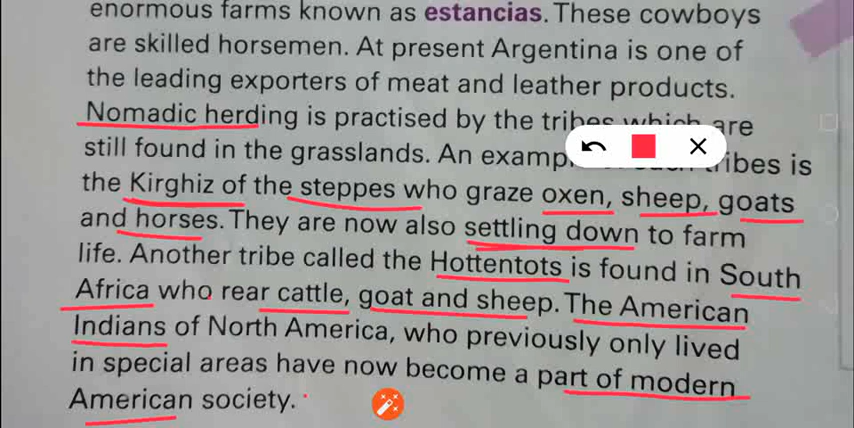 enormous farms known as estancias. These cowboys
are skilled horsemen. At present Argentina is one of
the leading exporters of meat and leather products.
Nomadic herding is practised by the tribes which are
still found in the grasslands. An examp tribes is
the Kirghiz of the steppes who graze oxen, sheep, goats
and horses. They are now also settling down to farm
life. Another tribe called the Hottentots is found in South
Africa who rear cattle, goat and sheep. The American
Indians of North America, who previously only lived
in special areas have now become a part of modern
American society.